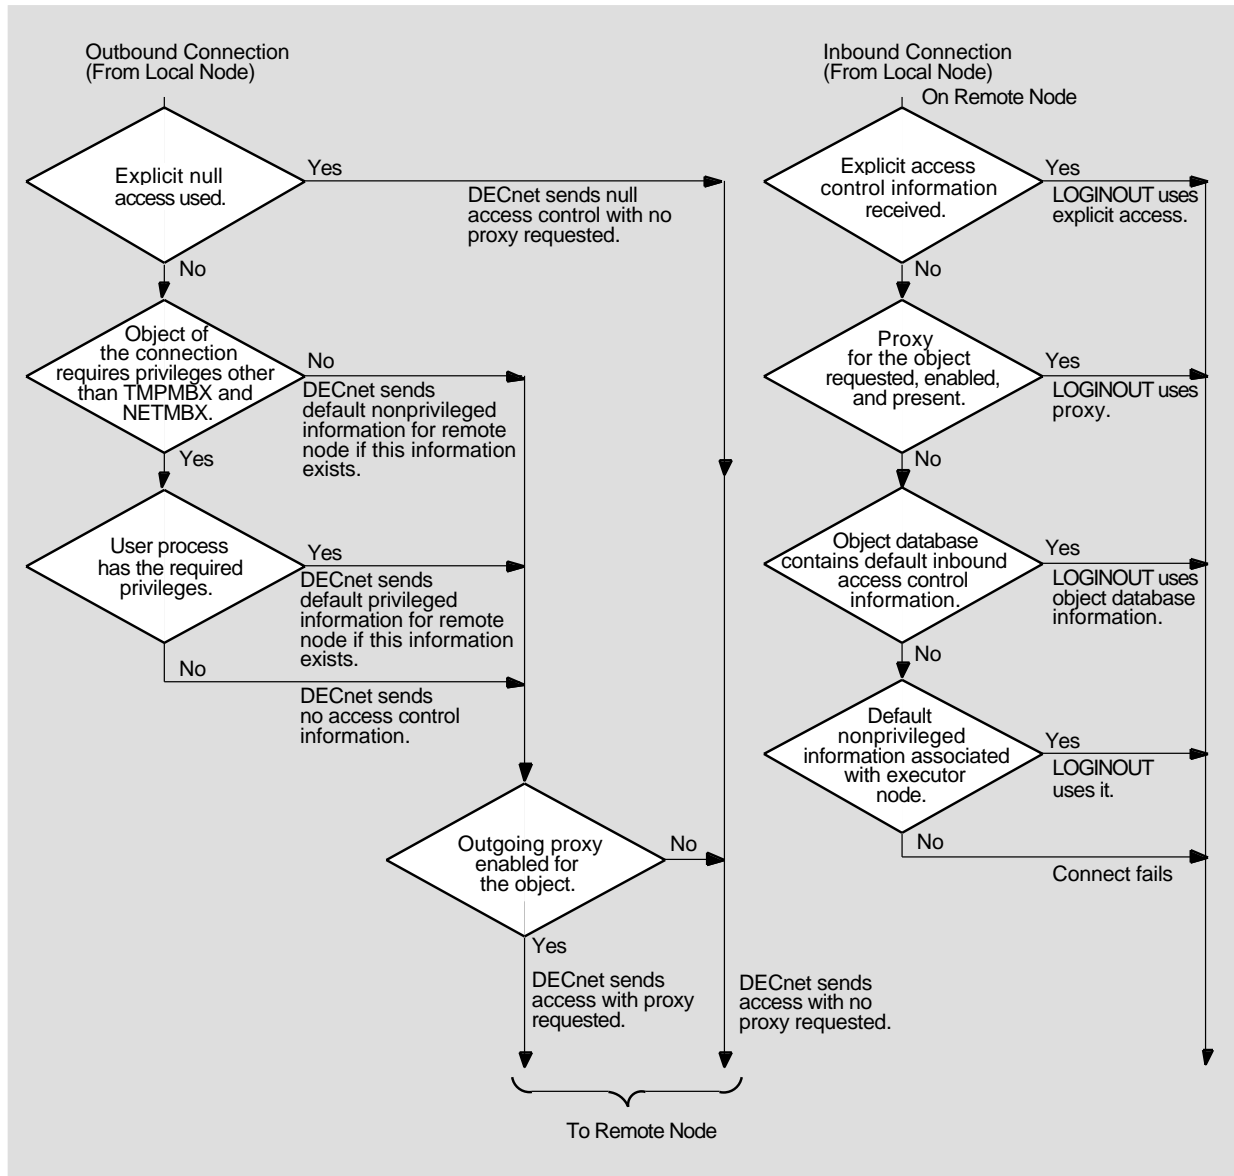 Outbound Connection
(From Local Node)
Explicit null
access used.
Yes
DECnet sends null
access control with no
proxy requested.
No
Object of
the connection
requires privileges other
than TMPMBX and
NETMBX.
No
DECnet sends
default nonprivileged
information for remote
node if this information
exists.
Yes
User process
has the required
privileges.
Yes
DECnet sends
default privileged
information for remote
node if this information
exists.
No
DECnet sends
no access control
information.
Outgoing proxy
enabled for
the object.
No
Yes
DECnet sends
access with proxy
requested.
DECnet sends
access with no
proxy requested.
To Remote Node
Inbound Connection
(From Local Node)
On Remote Node
Explicit access
control information
received.
Yes
LOGINOUT uses
explicit access.
No
Proxy
for the object
requested, enabled,
and present.
Yes
LOGINOUT uses
proxy.
No
Object database
contains default inbound
access control
information.
Yes
LOGINOUT uses
object database
information.
No
Default
nonprivileged
information associated
with executor
node.
Yes
LOGINOUT
uses it.
No
Connect fails